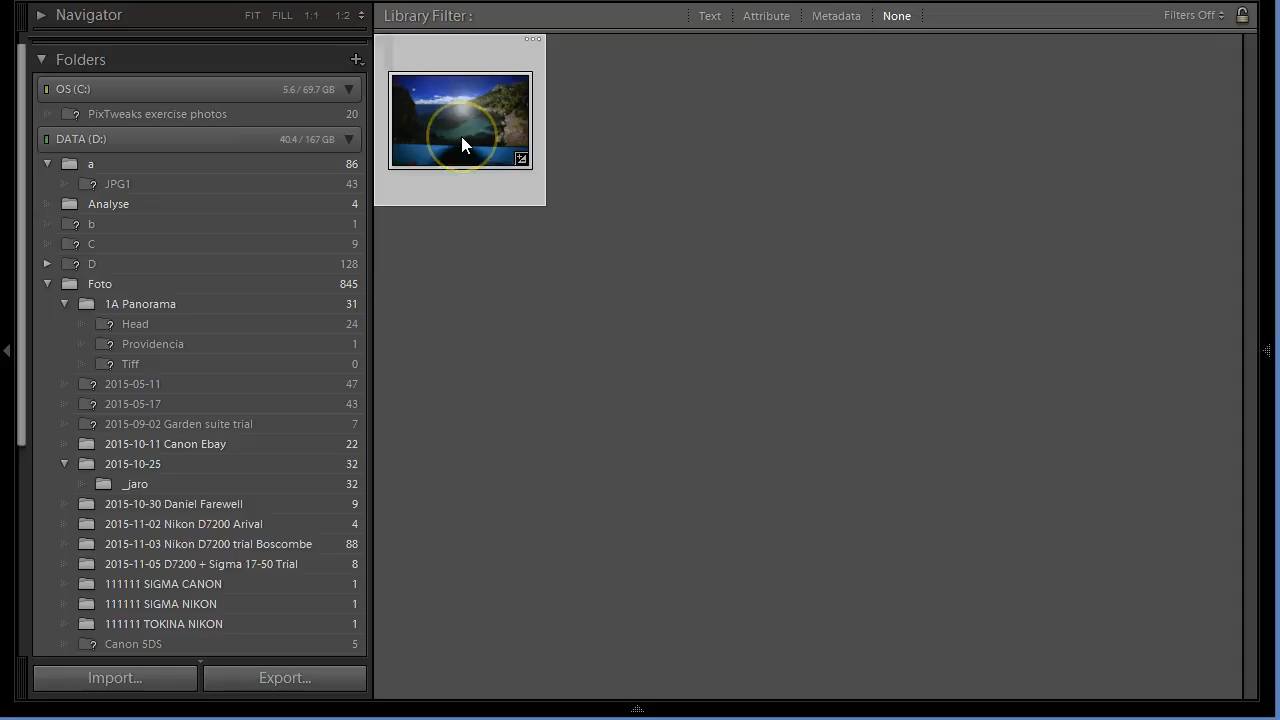 Navigator FIT FILL 1:1 1:2
Library Filter : Text Attribute Metadata None Filters Off
Folders +
OS (C:) 5.6 / 69.7 GB
PixTweaks exercise photos 20
DATA (D:) 40.4 / 167 GB
a 86
JPG1 43
Analyse 4
b 1
C 9
D 128
Foto 845
1A Panorama 31
Head 24
Providencia 1
Tiff 0
2015-05-11 47
2015-05-17 43
2015-09-02 Garden suite trial 7
2015-10-11 Canon Ebay 22
2015-10-25 32
_jaro 32
2015-10-30 Daniel Farewell 9
2015-11-02 Nikon D7200 Arival 4
2015-11-03 Nikon D7200 trial Boscombe 88
2015-11-05 D7200 + Sigma 17-50 Trial 8
111111 SIGMA CANON 1
111111 SIGMA NIKON 1
111111 TOKINA NIKON 1
Canon 5DS 5
Import... Export...